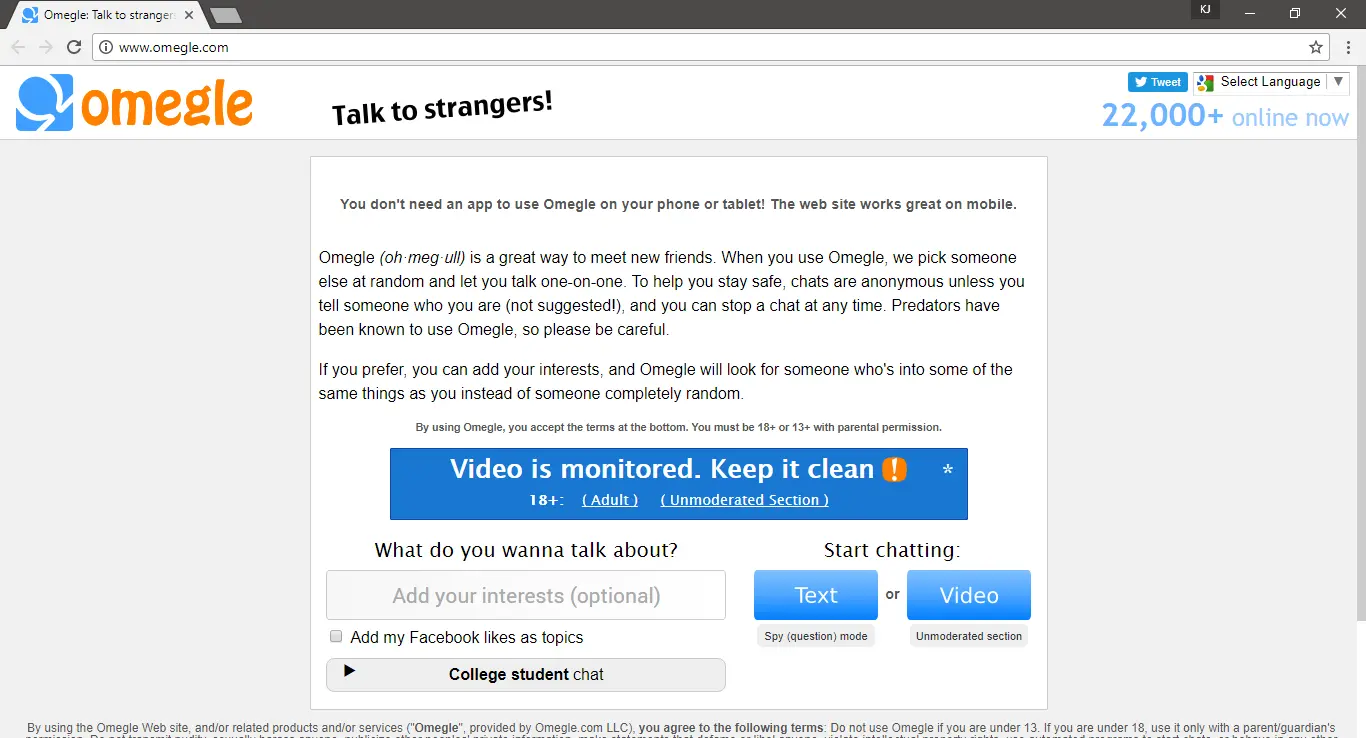 Omegle: Talk to strangers
KJ
www.omegle.com
omegle
Talk to strangers!
Tweet
Select Language
22,000+ online now
You don't need an app to use Omegle on your phone or tablet! The web site works great on mobile.
Omegle (oh·meg·ull) is a great way to meet new friends. When you use Omegle, we pick someone
else at random and let you talk one-on-one. To help you stay safe, chats are anonymous unless you
tell someone who you are (not suggested!), and you can stop a chat at any time. Predators have
been known to use Omegle, so please be careful.
If you prefer, you can add your interests, and Omegle will look for someone who's into some of the
same things as you instead of someone completely random.
By using Omegle, you accept the terms at the bottom. You must be 18+ or 13+ with parental permission.
Video is monitored. Keep it clean ! *
18+: ( Adult ) ( Unmoderated Section )
What do you wanna talk about?
Start chatting:
Add your interests (optional)
Text or Video
Add my Facebook likes as topics
Spy (question) mode
Unmoderated section
College student chat
By using the Omegle Web site, and/or related products and/or services ("Omegle", provided by Omegle.com LLC), you agree to the following terms: Do not use Omegle if you are under 13. If you are under 18, use it only with a parent/guardian's